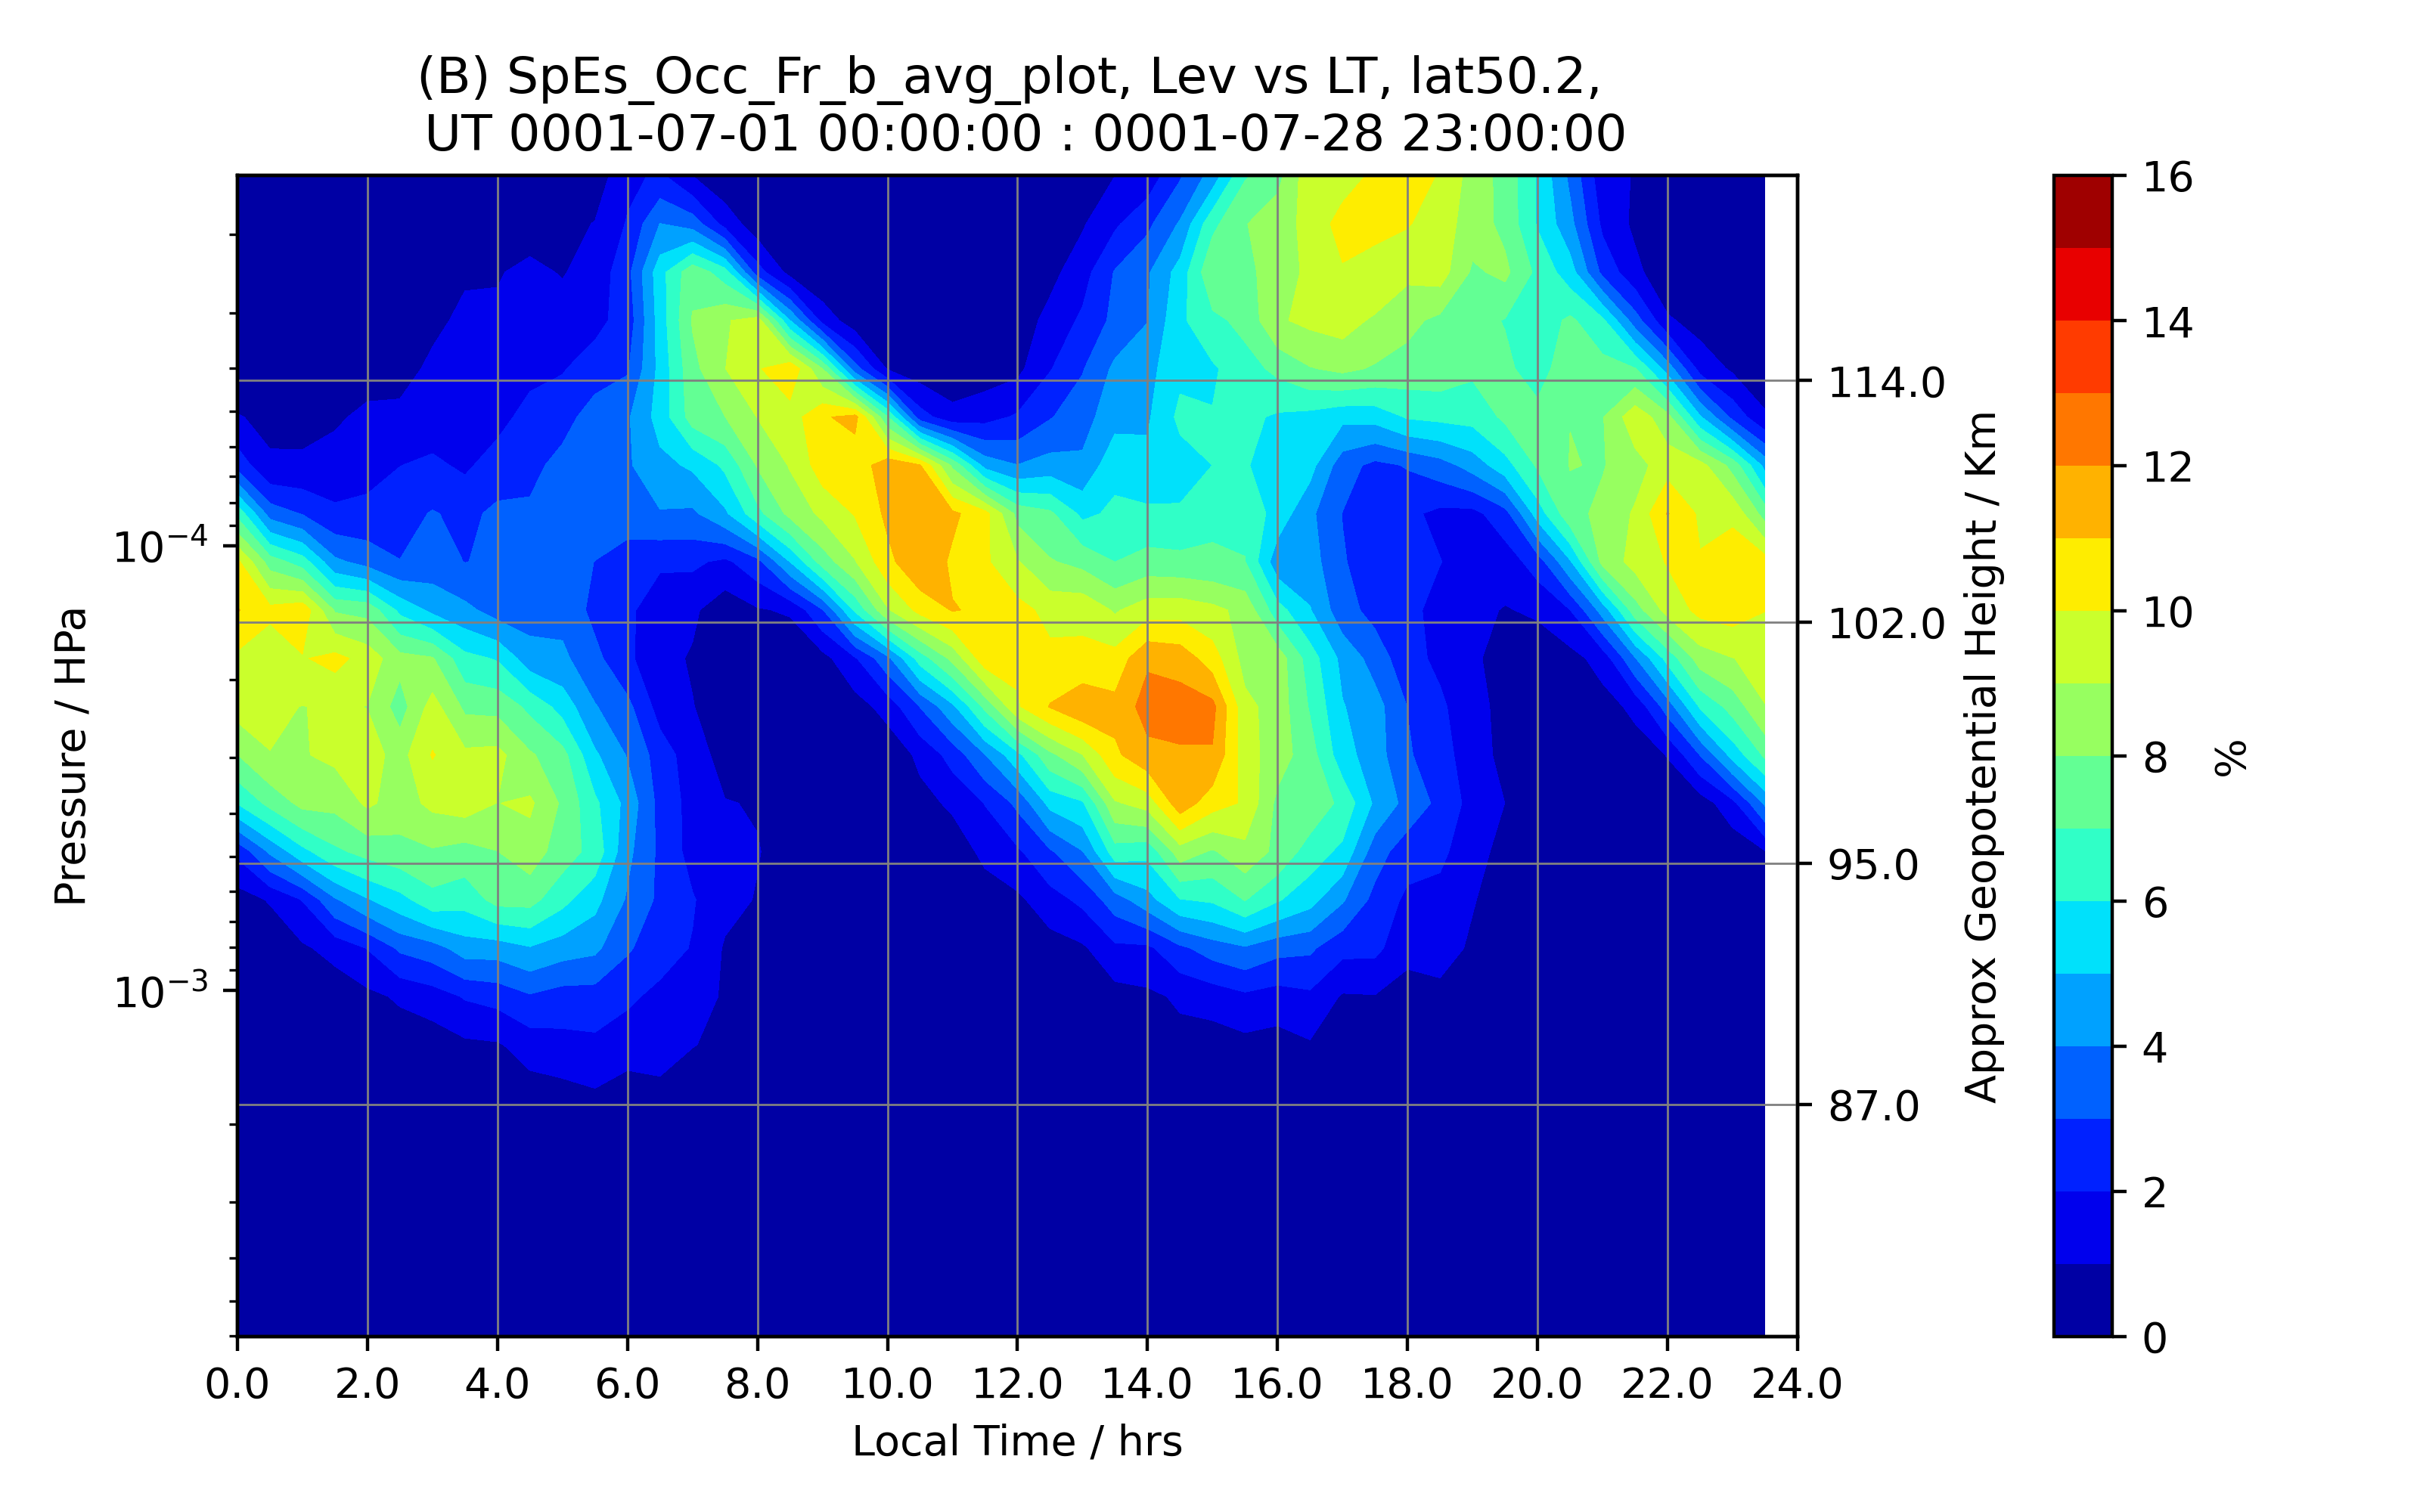 (B) SpEs_Occ_Fr_b_avg_plot, Lev vs LT, lat50.2,
UT 0001-07-01 00:00:00 : 0001-07-28 23:00:00
Pressure / HPa
10⁻⁴
10⁻³
0.0 2.0 4.0 6.0 8.0 10.0 12.0 14.0 16.0 18.0 20.0 22.0 24.0
Local Time / hrs
114.0
102.0
95.0
87.0
Approx Geopotential Height / Km
16
14
12
10
8
6
4
2
0
%